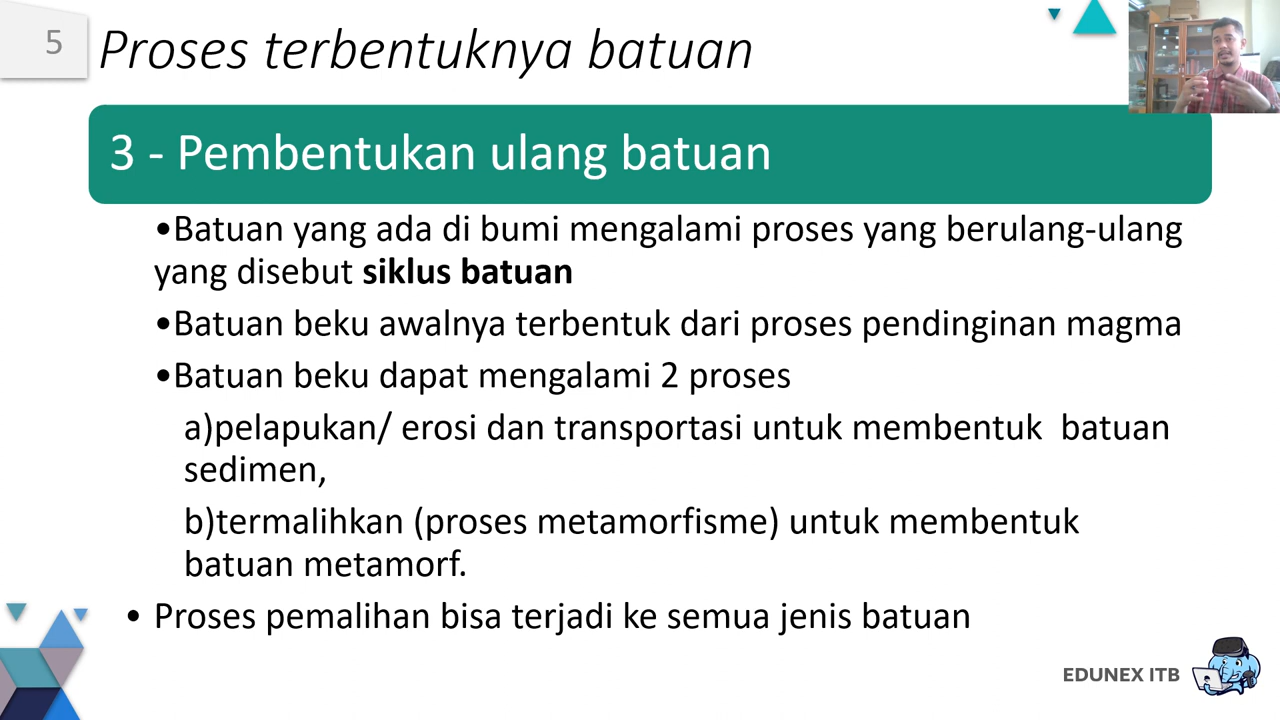 5
Proses terbentuknya batuan
3 - Pembentukan ulang batuan
•Batuan yang ada di bumi mengalami proses yang berulang-ulang
yang disebut siklus batuan
•Batuan beku awalnya terbentuk dari proses pendinginan magma
•Batuan beku dapat mengalami 2 proses
a)pelapukan/ erosi dan transportasi untuk membentuk  batuan
sedimen,
b)termalihkan (proses metamorfisme) untuk membentuk
batuan metamorf.
• Proses pemalihan bisa terjadi ke semua jenis batuan
EDUNEX ITB